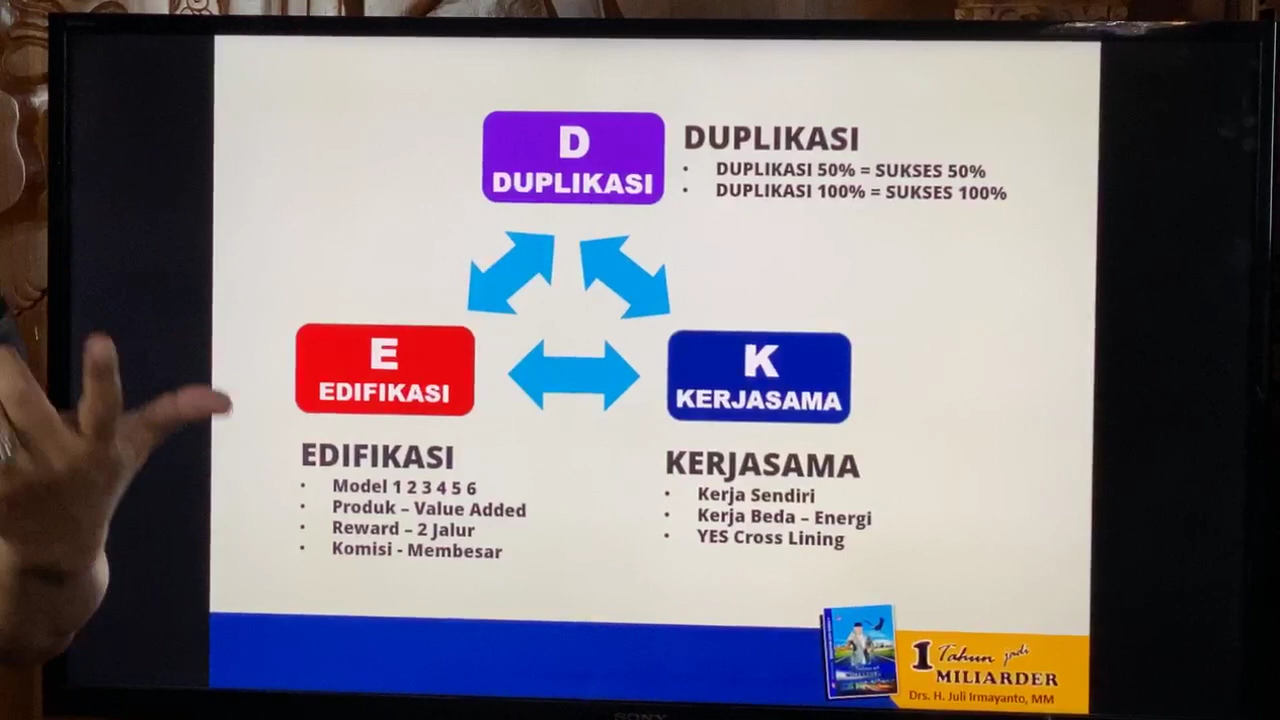 D
DUPLIKASI
DUPLIKASI
• DUPLIKASI 50% = SUKSES 50%
• DUPLIKASI 100% = SUKSES 100%
E
EDIFIKASI
K
KERJASAMA
EDIFIKASI
• Model 1 2 3 4 5 6
• Produk – Value Added
• Reward – 2 Jalur
• Komisi - Membesar
KERJASAMA
• Kerja Sendiri
• Kerja Beda – Energi
• YES Cross Lining
1 Tahun jadi
MILIARDER
Drs. H. Juli Irmayanto, MM
SONY